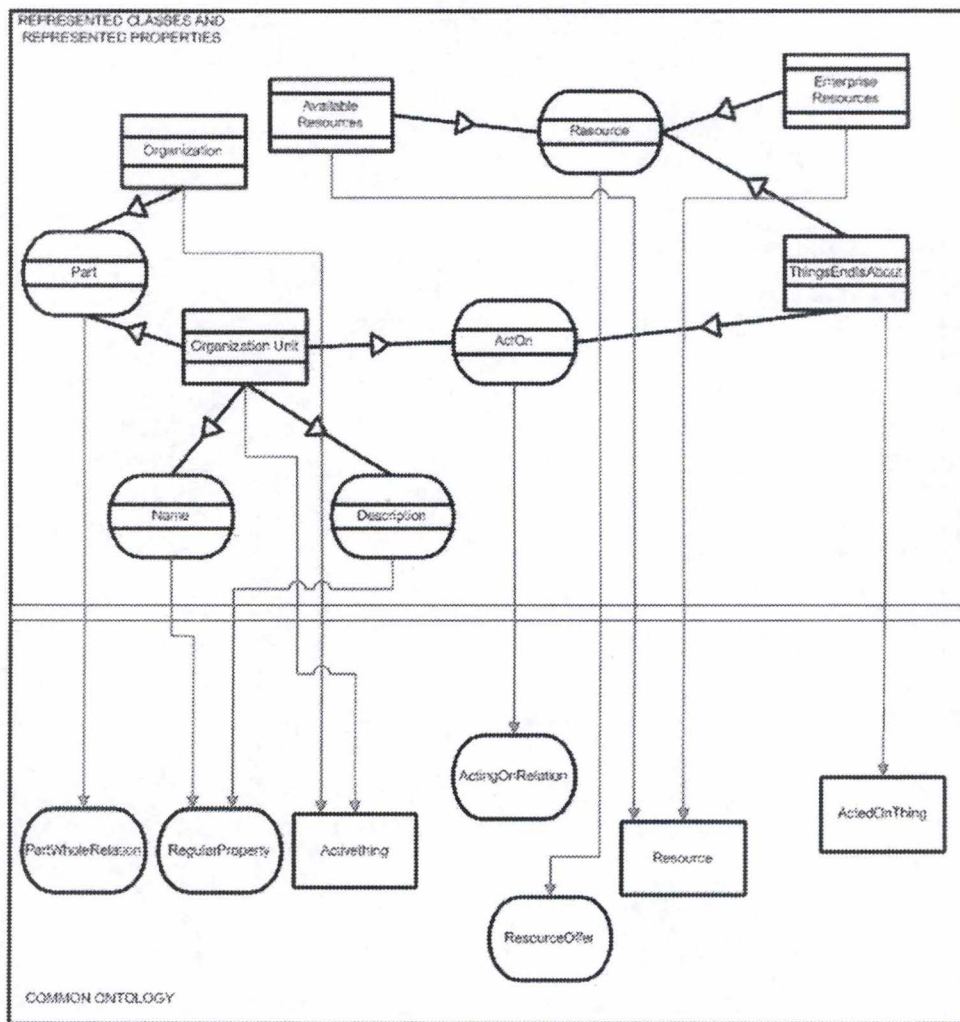 REPRESENTED CLASSES AND
REPRESENTED PROPERTIES
Available
Resources
Resource
Enterprise
Resources
Organization
Part
ThingsEndIsAbout
Organization Unit
ActOn
Name
Description
ActingOnRelation
ActedOnThing
PartWholeRelation
RegularProperty
Activething
Resource
ResourceOffer
COMMON ONTOLOGY